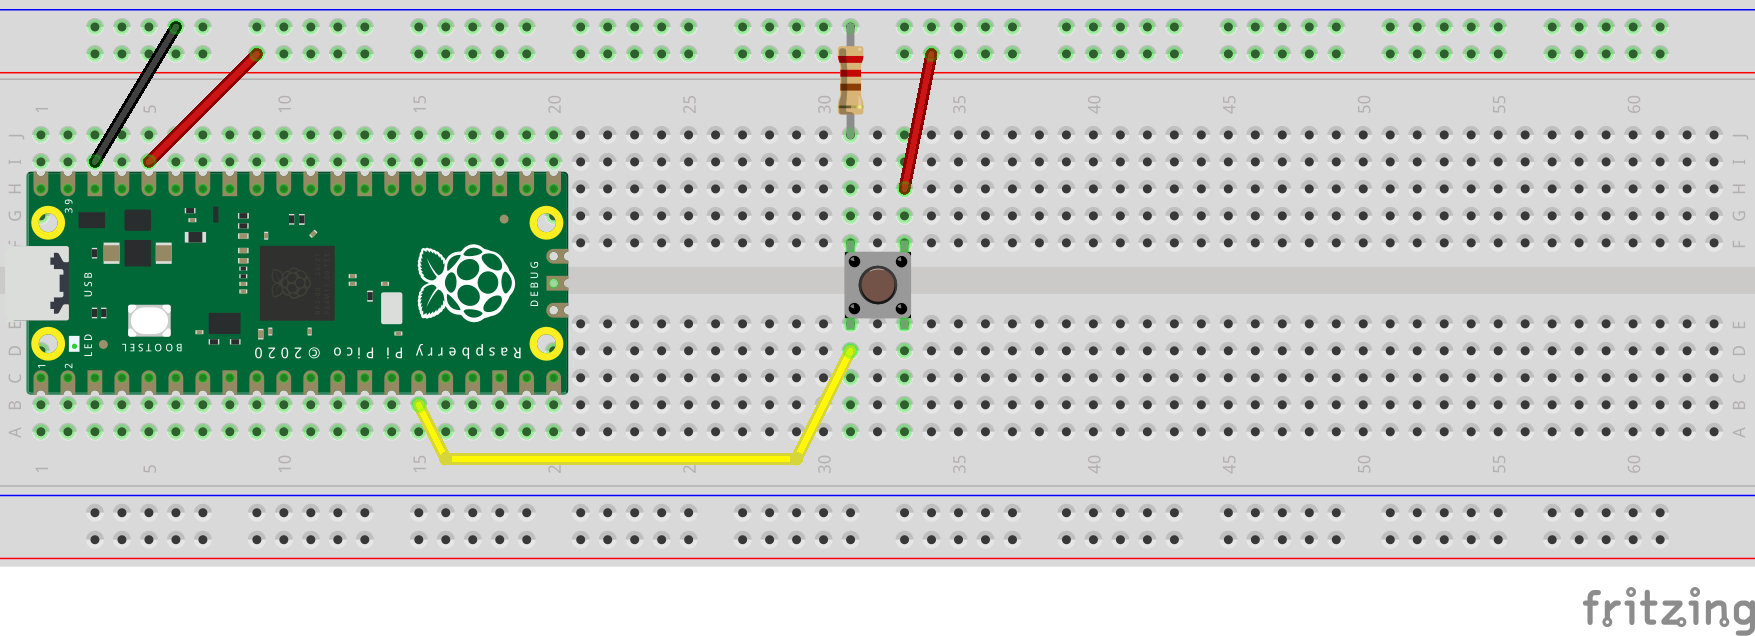 1 5 10 15 20 25 30 35 40 45 50 55 60
J J
I I
H H
G G
F F
39
USB
DEBUG
E E
LED
BOOTSEL
Raspberry Pi Pico © 2020
D D
1
2
C C
B B
A A
1 5 10 15 20 25 30 35 40 45 50 55 60
fritzing